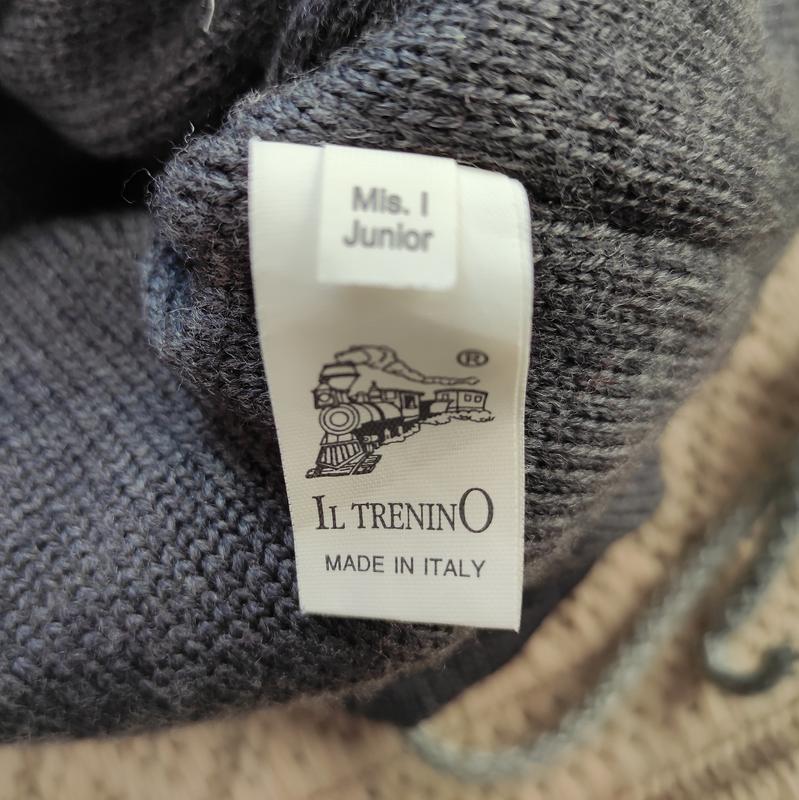 Mis. I
Junior
®
IL TRENINO
MADE IN ITALY